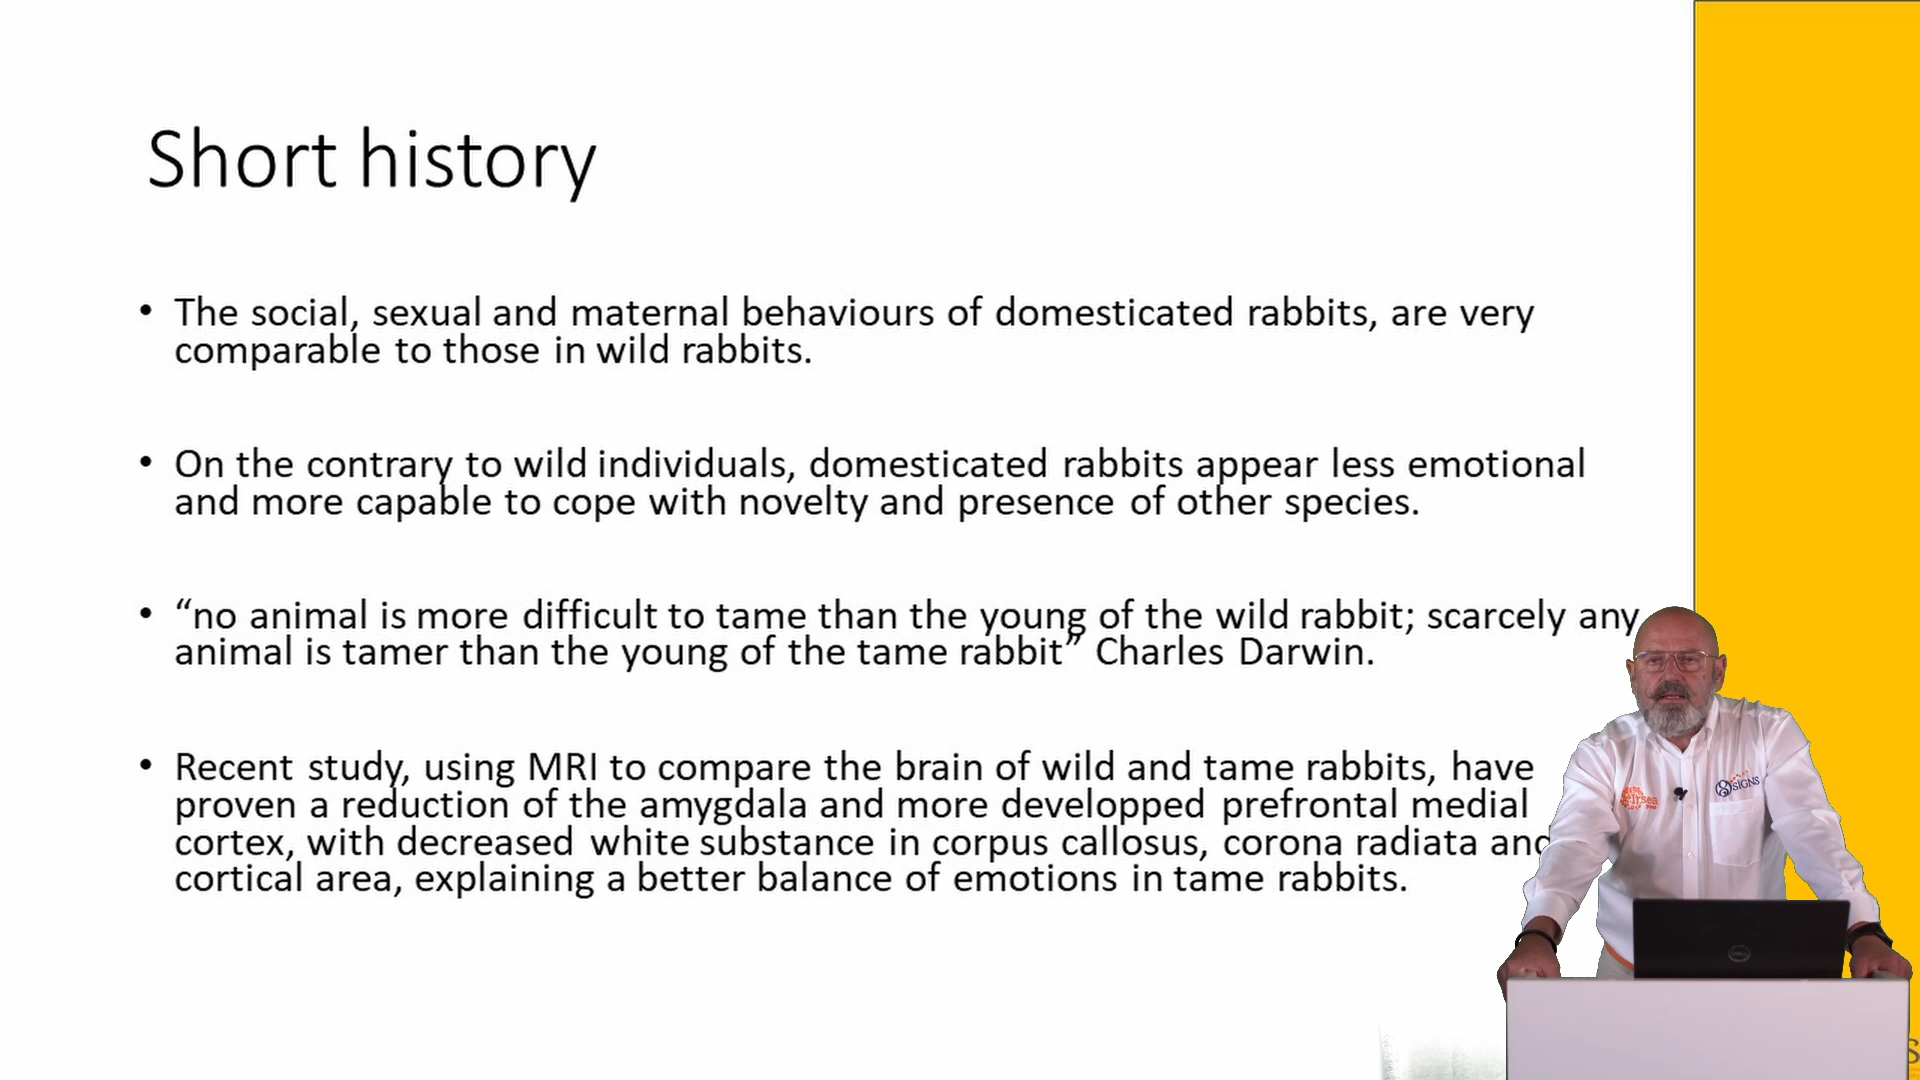 Short history
• The social, sexual and maternal behaviours of domesticated rabbits, are very
comparable to those in wild rabbits.
• On the contrary to wild individuals, domesticated rabbits appear less emotional
and more capable to cope with novelty and presence of other species.
• “no animal is more difficult to tame than the young of the wild rabbit; scarcely any
animal is tamer than the young of the tame rabbit” Charles Darwin.
• Recent study, using MRI to compare the brain of wild and tame rabbits, have
proven a reduction of the amygdala and more developped prefrontal medial
cortex, with decreased white substance in corpus callosus, corona radiata and
cortical area, explaining a better balance of emotions in tame rabbits.
SIGNS
DELL